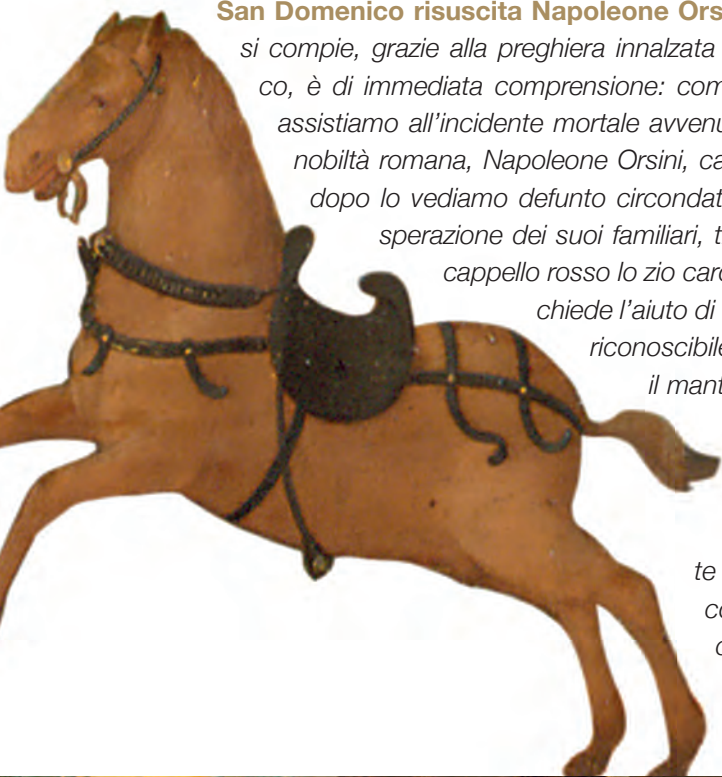 San Domenico risuscita Napoleone Ors
si compie, grazie alla preghiera innalzata
co, è di immediata comprensione: com
assistiamo all'incidente mortale avvenu
nobiltà romana, Napoleone Orsini, ca
dopo lo vediamo defunto circondat
sperazione dei suoi familiari, t
cappello rosso lo zio card
chiede l'aiuto di
riconoscibile
il mant
te
co